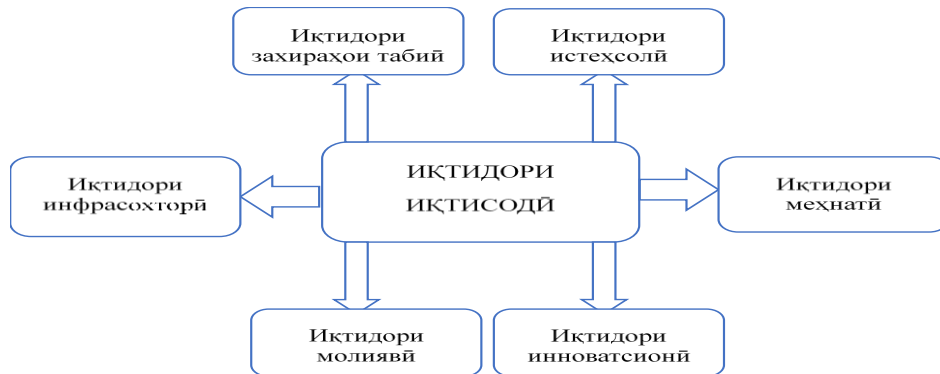 Иқтидори
захираҳои табиӣ
Иқтидори
истеҳсолӣ
Иқтидори
инфрасохторӣ
ИҚТИДОРИ
ИҚТИСОДӢ
Иқтидори
меҳнатӣ
Иқтидори
молиявӣ
Иқтидори
инноватсионӣ